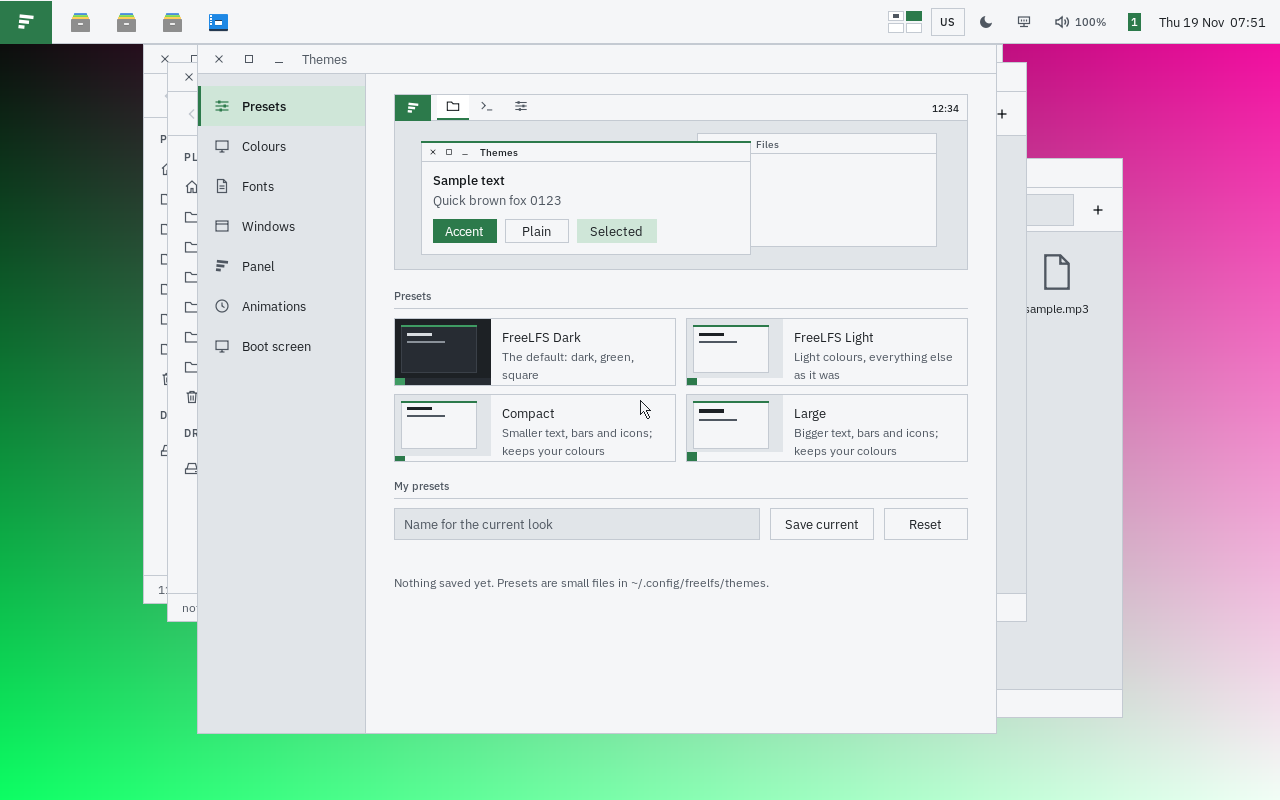 US
100%
1
Thu 19 Nov 07:51
Themes
Presets
Colours
Fonts
Windows
Panel
Animations
Boot screen
12:34
Themes
Files
Sample text
Quick brown fox 0123
Accent
Plain
Selected
Presets
FreeLFS Dark
The default: dark, green,
square
FreeLFS Light
Light colours, everything else
as it was
Compact
Smaller text, bars and icons;
keeps your colours
Large
Bigger text, bars and icons;
keeps your colours
My presets
Name for the current look
Save current
Reset
Nothing saved yet. Presets are small files in ~/.config/freelfs/themes.
sample.mp3